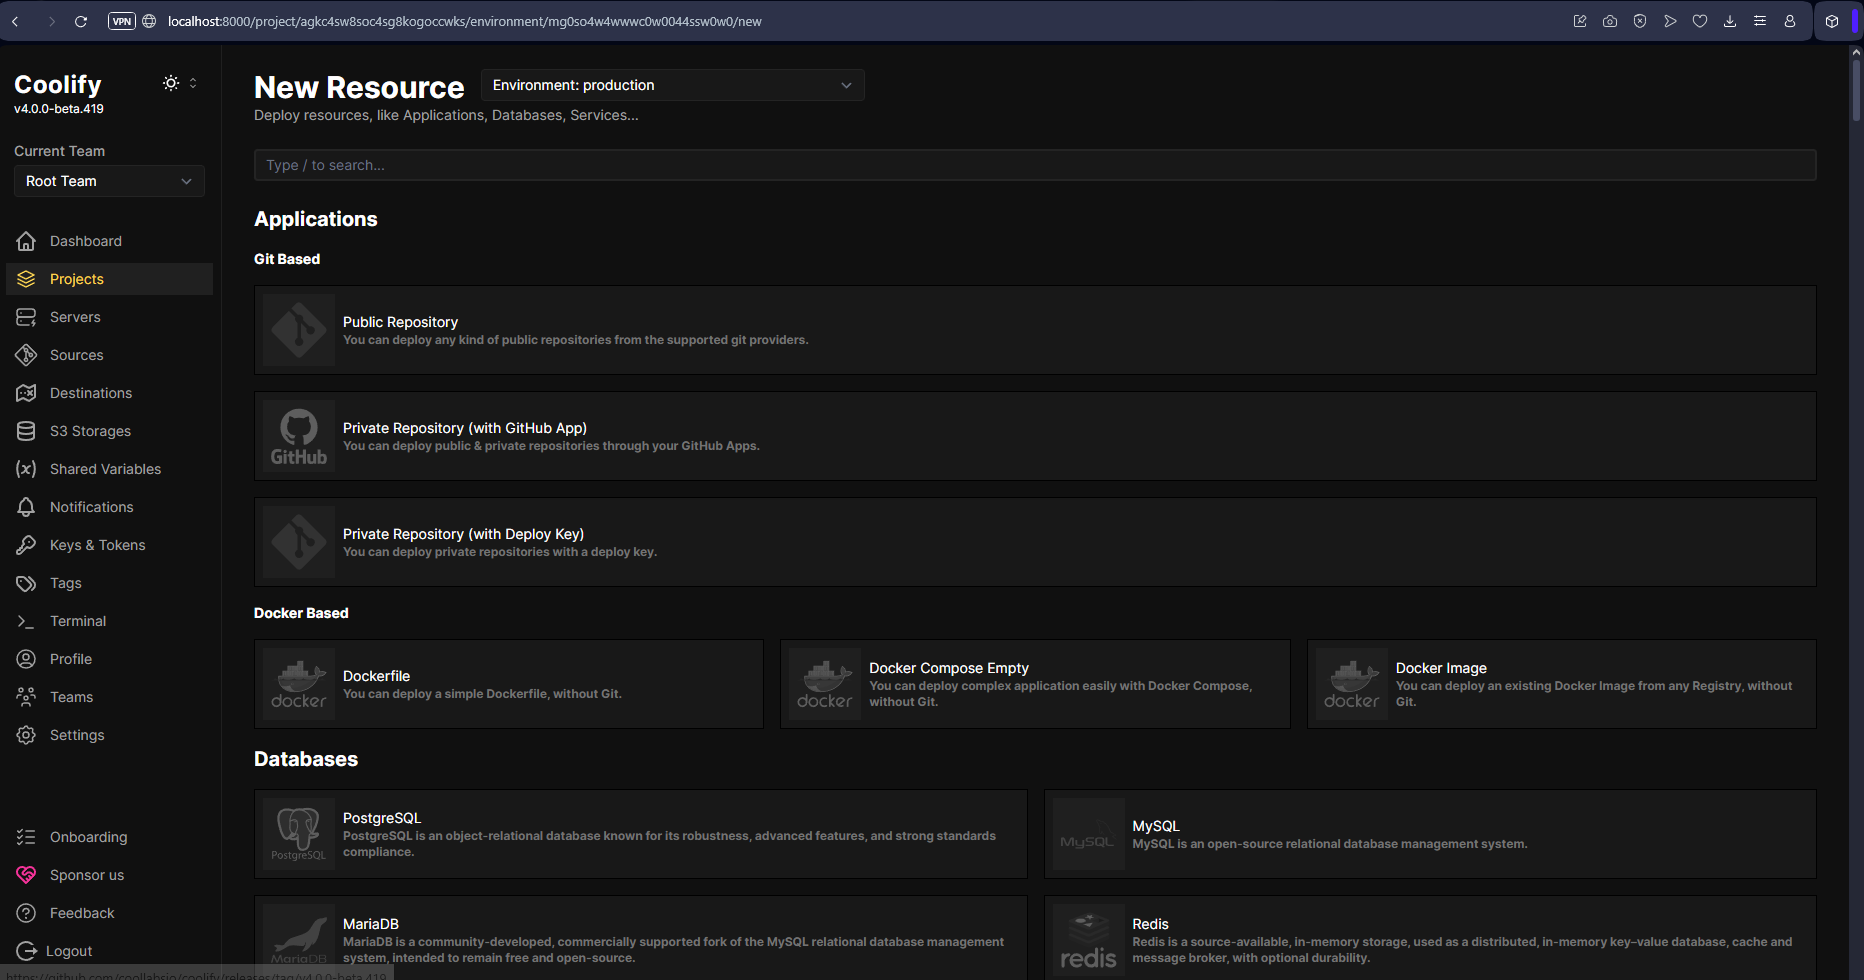 VPN
localhost:8000/project/agkc4sw8soc4sg8kogoccwks/environment/mg0so4w4wwwc0w0044ssw0w0/new
Coolify
v4.0.0-beta.419
Current Team
Root Team
Dashboard
Projects
Servers
Sources
Destinations
S3 Storages
Shared Variables
Notifications
Keys & Tokens
Tags
Terminal
Profile
Teams
Settings
Onboarding
Sponsor us
Feedback
Logout
https://github.com/coollabsio/coolify/releases/tag/v4.0.0-beta.419
New Resource
Environment: production
Deploy resources, like Applications, Databases, Services...
Type / to search...
Applications
Git Based
Public Repository
You can deploy any kind of public repositories from the supported git providers.
GitHub
Private Repository (with GitHub App)
You can deploy public & private repositories through your GitHub Apps.
Private Repository (with Deploy Key)
You can deploy private repositories with a deploy key.
Docker Based
docker
Dockerfile
You can deploy a simple Dockerfile, without Git.
docker
Docker Compose Empty
You can deploy complex application easily with Docker Compose,
without Git.
docker
Docker Image
You can deploy an existing Docker Image from any Registry, without
Git.
Databases
PostgreSQL
PostgreSQL
PostgreSQL is an object-relational database known for its robustness, advanced features, and strong standards
compliance.
MySQL
MySQL
MySQL is an open-source relational database management system.
MariaDB
MariaDB
MariaDB is a community-developed, commercially supported fork of the MySQL relational database management
system, intended to remain free and open-source.
redis
Redis
Redis is a source-available, in-memory storage, used as a distributed, in-memory key–value database, cache and
message broker, with optional durability.